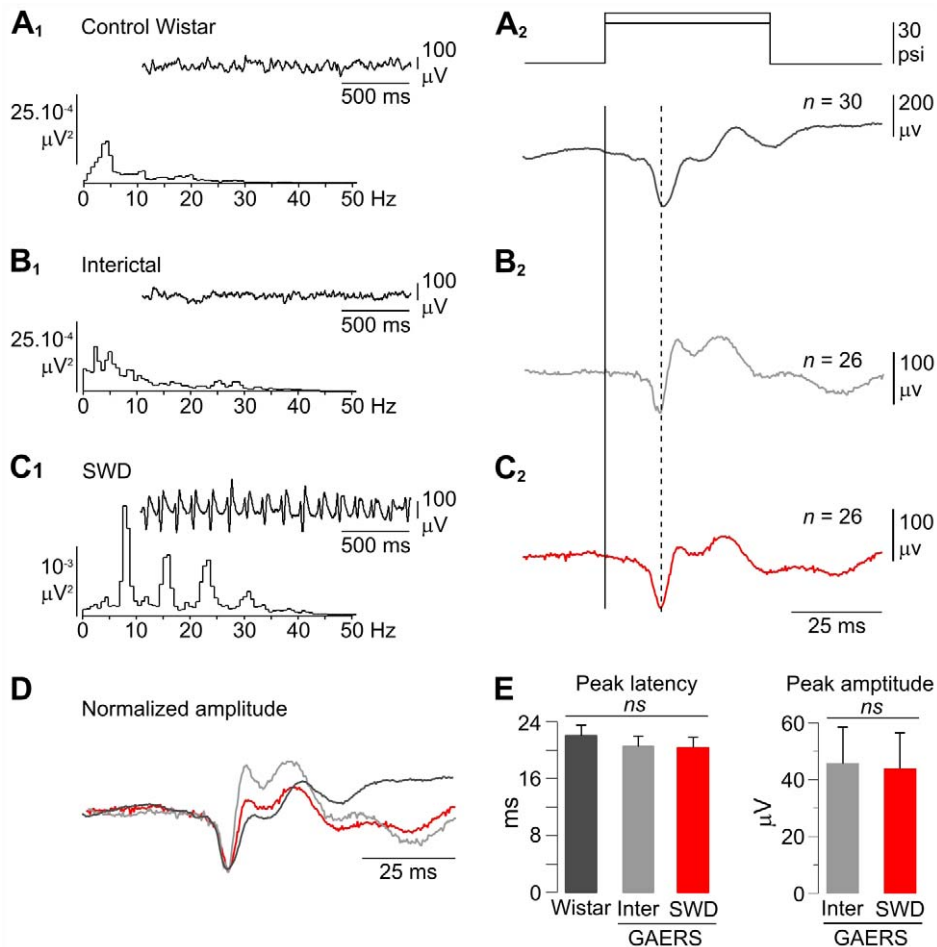 A1
Control Wistar
100
µV
500 ms
25.10-4
µV2
0 10 20 30 40 50 Hz
A2
30
psi
n = 30
200
µv
B1
Interictal
100
µV
500 ms
25.10-4
µV2
0 10 20 30 40 50 Hz
B2
n = 26
100
µv
C1
SWD
100
µV
500 ms
10-3
µV2
0 10 20 30 40 50 Hz
C2
n = 26
100
µv
25 ms
D
Normalized amplitude
25 ms
E
Peak latency
ns
24
16
8
0
ms
Wistar Inter SWD
GAERS
Peak amptitude
ns
60
40
20
0
µV
Inter SWD
GAERS